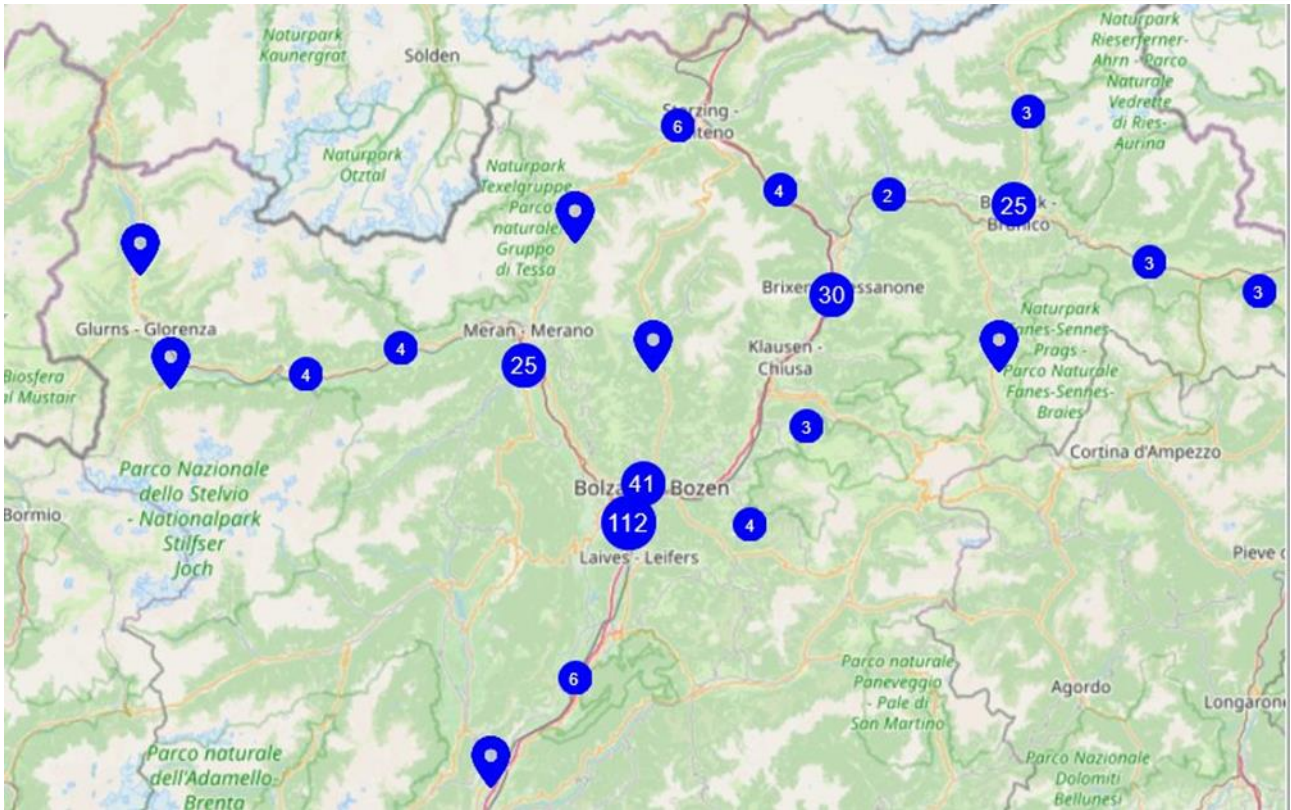 Naturpark
Kaunergrat
Sölden
Naturpark
Rieserferner-
Ahrn - Parco
Naturale
Vedrette
di Ries-
Aurina
3
6
Naturpark
Ötztal
Naturpark
Texelgruppe
- Parco
naturale
Gruppo
di Tessa
4
2
25
3
3
Brixen
30
Glurns - Glorenza
Meran - Merano
4
4
25
Klausen -
Chiusa
Naturpark
Fanes-Sennes-
Prags -
Parco Naturale
Fanes-Sennes-
Braies
Biosfera
3
Cortina d'Ampezzo
Parco Nazionale
dello Stelvio
- Nationalpark
Stilfser
Joch
41
Bozen
Bormio
112
4
Laives - Leifers
Pieve
6
Parco naturale
Paneveggio
- Pale di
San Martino
Agordo
Longarone
Parco naturale
dell'Adamello-
Brenta
Parco Nazionale
Dolomiti
Bellunesi